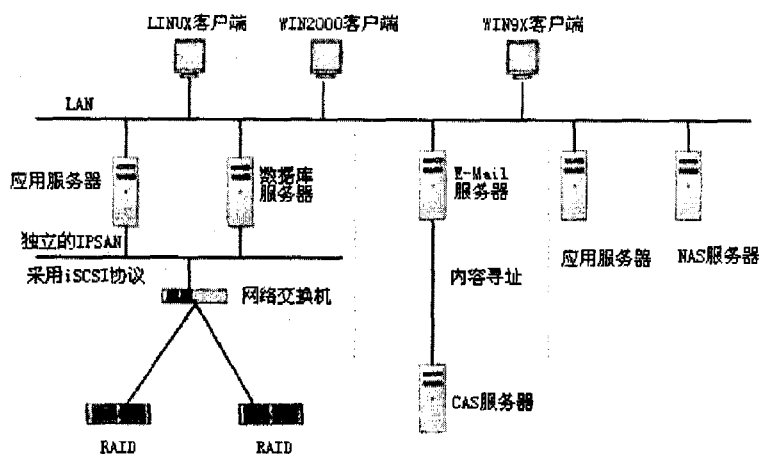 LINUX客户端
WIN2000客户端
WIN9X客户端
LAN
应用服务器
数据库
服务器
E-Mail
服务器
应用服务器
NAS服务器
独立的IPSAN
采用iSCSI协议
网络交换机
内容寻址
CAS服务器
RAID
RAID